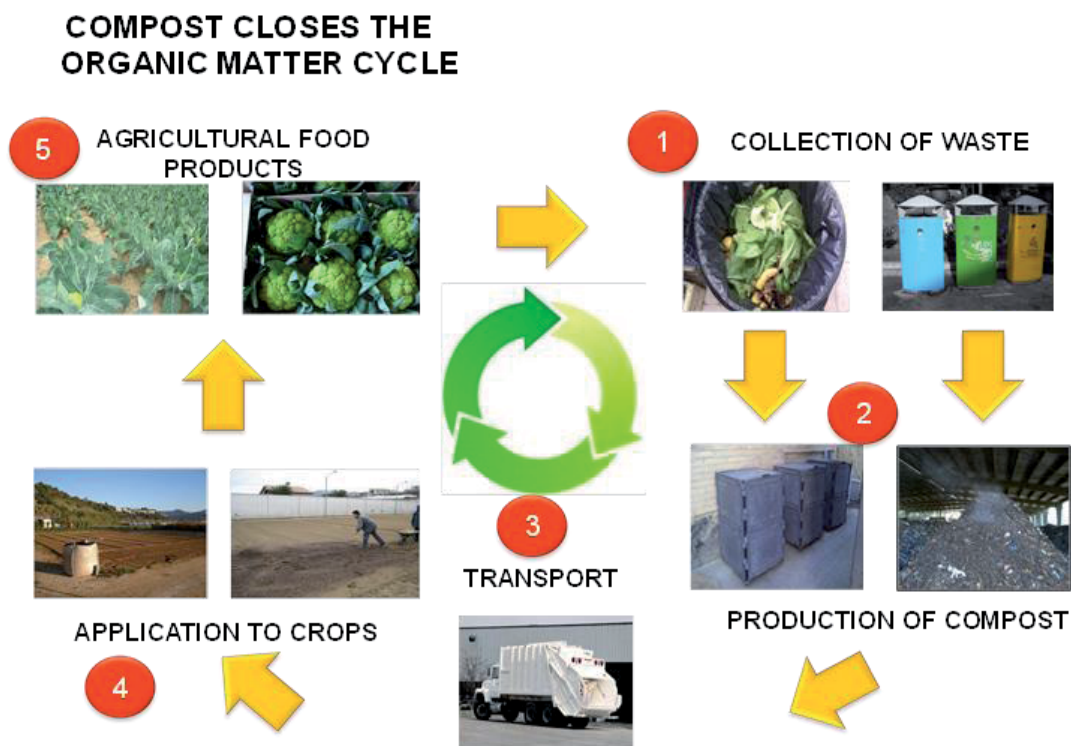 COMPOST CLOSES THE
ORGANIC MATTER CYCLE
5
AGRICULTURAL FOOD
PRODUCTS
1
COLLECTION OF WASTE
2
3
TRANSPORT
PRODUCTION OF COMPOST
APPLICATION TO CROPS
4